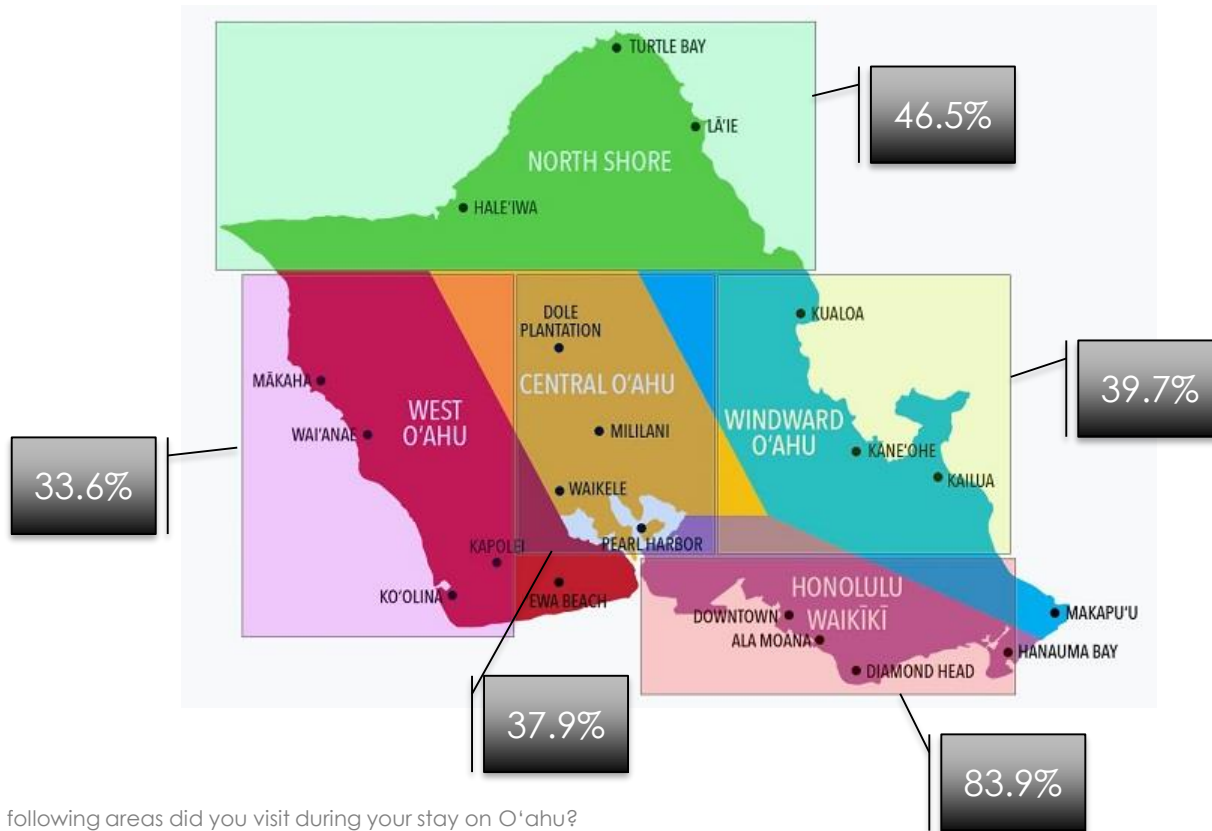 TURTLE BAY
46.5%
LĀ'IE
NORTH SHORE
HALE'IWA
KUALOA
DOLE
PLANTATION
39.7%
MĀKAHA
CENTRAL O'AHU
WEST
O'AHU
WINDWARD
O'AHU
WAI'ANAE
MILILANI
KĀNE'OHE
KAILUA
33.6%
WAIKELE
PEARL HARBOR
KAPOLEI
KO'OLINA
EWA BEACH
HONOLULU
WAIKĪKĪ
DOWNTOWN
MAKAPU'U
ALA MOANA
HANAUMA BAY
DIAMOND HEAD
37.9%
83.9%
following areas did you visit during your stay on O‘ahu?